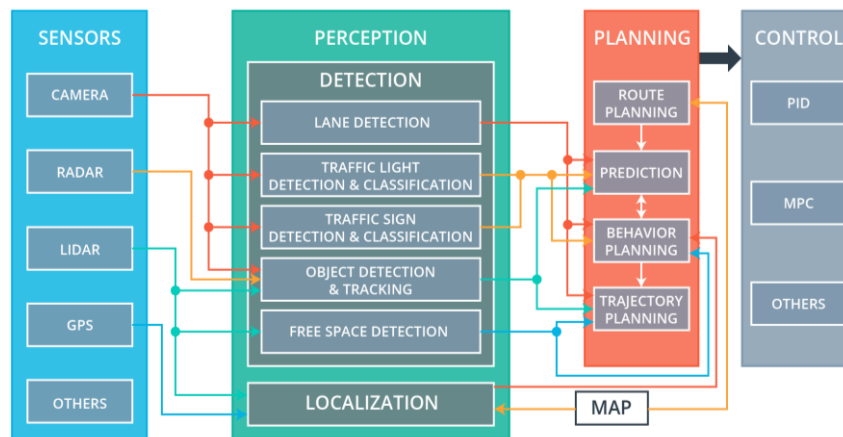 SENSORS
CAMERA
RADAR
LIDAR
GPS
OTHERS
PERCEPTION
DETECTION
LANE DETECTION
TRAFFIC LIGHT
DETECTION & CLASSIFICATION
TRAFFIC SIGN
DETECTION & CLASSIFICATION
OBJECT DETECTION
& TRACKING
FREE SPACE DETECTION
LOCALIZATION
PLANNING
ROUTE
PLANNING
PREDICTION
BEHAVIOR
PLANNING
TRAJECTORY
PLANNING
MAP
CONTROL
PID
MPC
OTHERS